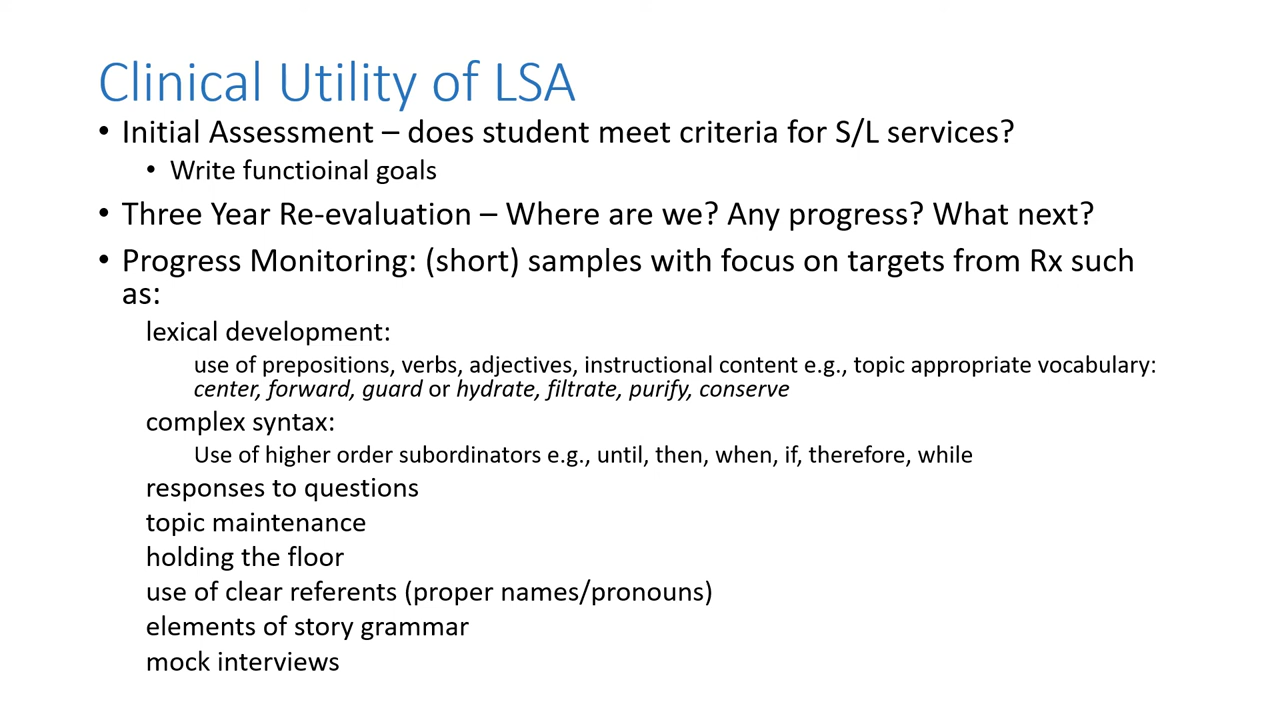 Clinical Utility of LSA
• Initial Assessment – does student meet criteria for S/L services?
• Write functioinal goals
• Three Year Re-evaluation – Where are we? Any progress? What next?
• Progress Monitoring: (short) samples with focus on targets from Rx such
as:
lexical development:
use of prepositions, verbs, adjectives, instructional content e.g., topic appropriate vocabulary:
center, forward, guard or hydrate, filtrate, purify, conserve
complex syntax:
Use of higher order subordinators e.g., until, then, when, if, therefore, while
responses to questions
topic maintenance
holding the floor
use of clear referents (proper names/pronouns)
elements of story grammar
mock interviews